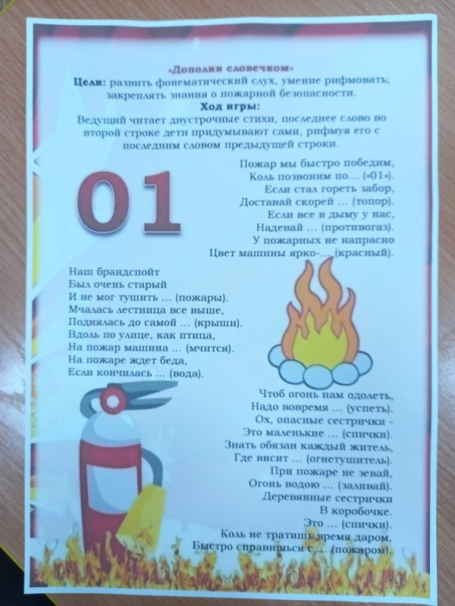 «Дополни словечком»
Цели: развить фонематический слух, умение рифмовать;
закреплять знания о пожарной безопасности.
Ход игры:
Ведущий читает двустрочные стихи, последнее слово во
второй строке дети придумывают сами, рифмуя его с
последним словом предыдущей строки.
Пожар мы быстро победим,
Коль позвоним по... («01»).
Если стал гореть забор,
Доставай скорей ... (топор).
Если все в дыму у нас,
Надевай ... (противогаз).
У пожарных не напрасно
Цвет машины ярко-... (красный).
01
Наш брандспойт
Был очень старый
И не мог тушить ... (пожары).
Мчалась лестница все выше,
Поднялась до самой ... (крыши).
Вдоль по улице, как птица,
На пожар машина ... (мчится).
На пожаре ждет беда,
Если кончилась ... (вода).
Чтоб огонь нам одолеть,
Надо вовремя ... (успеть).
Ох, опасные сестрички -
Это маленькие ... (спички).
Знать обязан каждый житель,
Где висит ... (огнетушитель).
При пожаре не зевай,
Огонь водою ... (заливай).
Деревянные сестрички
В коробочке.
Это ... (спички).
Коль не тратишь время даром,
Быстро справишься с ... (пожаром).